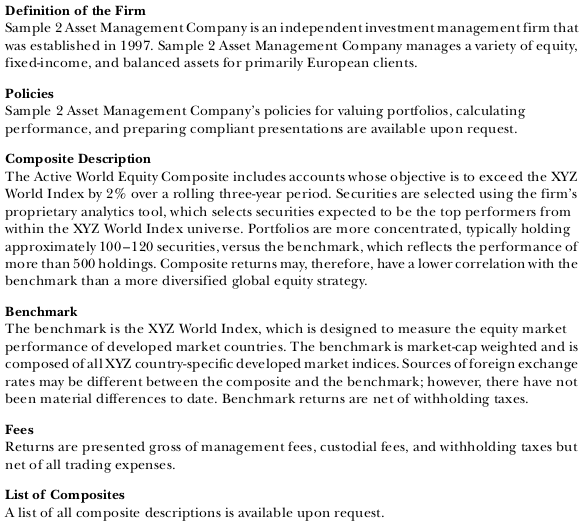 Definition of the Firm
Sample 2 Asset Management Company is an independent investment management firm that
was established in 1997. Sample 2 Asset Management Company manages a variety of equity,
fixed-income, and balanced assets for primarily European clients.
Policies
Sample 2 Asset Management Company's policies for valuing portfolios, calculating
performance, and preparing compliant presentations are available upon request.
Composite Description
The Active World Equity Composite includes accounts whose objective is to exceed the XYZ
World Index by 2% over a rolling three-year period. Securities are selected using the firm's
proprietary analytics tool, which selects securities expected to be the top performers from
within the XYZ World Index universe. Portfolios are more concentrated, typically holding
approximately 100–120 securities, versus the benchmark, which reflects the performance of
more than 500 holdings. Composite returns may, therefore, have a lower correlation with the
benchmark than a more diversified global equity strategy.
Benchmark
The benchmark is the XYZ World Index, which is designed to measure the equity market
performance of developed market countries. The benchmark is market-cap weighted and is
composed of all XYZ country-specific developed market indices. Sources of foreign exchange
rates may be different between the composite and the benchmark; however, there have not
been material differences to date. Benchmark returns are net of withholding taxes.
Fees
Returns are presented gross of management fees, custodial fees, and withholding taxes but
net of all trading expenses.
List of Composites
A list of all composite descriptions is available upon request.